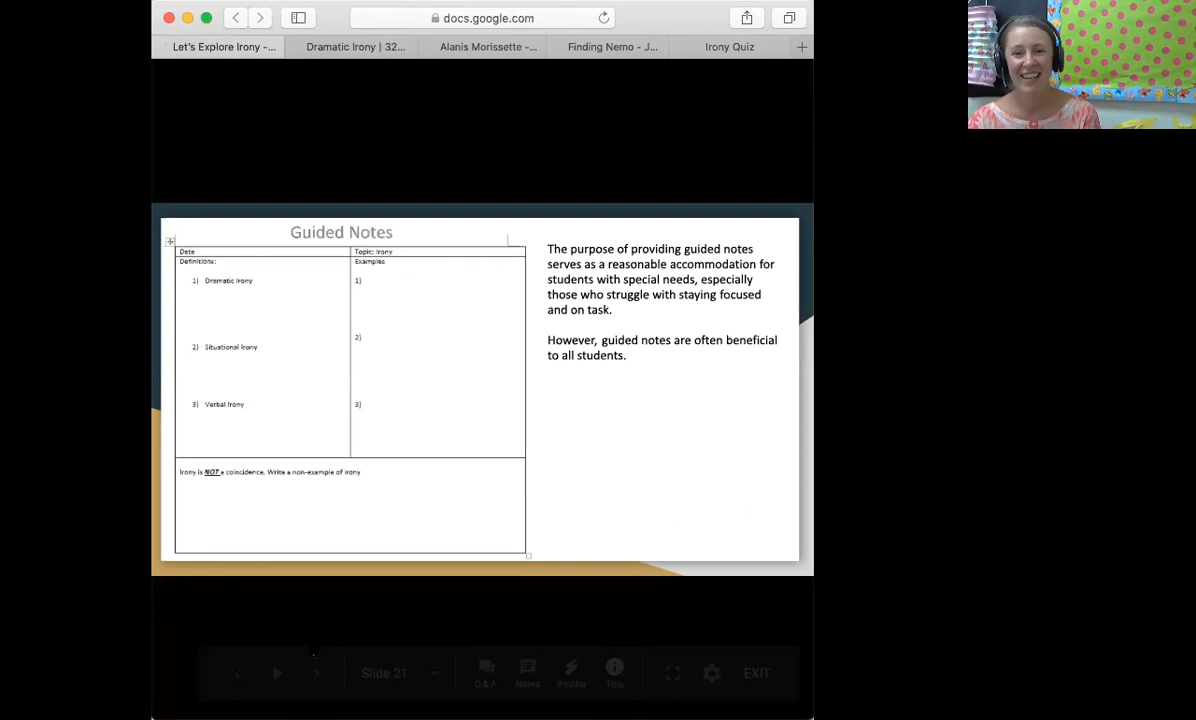 docs.google.com
Let's Explore Irony -...
Dramatic Irony | 32...
Alanis Morissette -...
Finding Nemo - J...
Irony Quiz
Guided Notes
Date
Topic: Irony
Definitions:
Examples
1) Dramatic Irony
1)
2)
2) Situational Irony
3) Verbal Irony
3)
Irony is NOT a coincidence. Write a non-example of irony
The purpose of providing guided notes
serves as a reasonable accommodation for
students with special needs, especially
those who struggle with staying focused
and on task.
However, guided notes are often beneficial
to all students.
Slide 21
Q & A
Notes
Pointer
Tips
EXIT